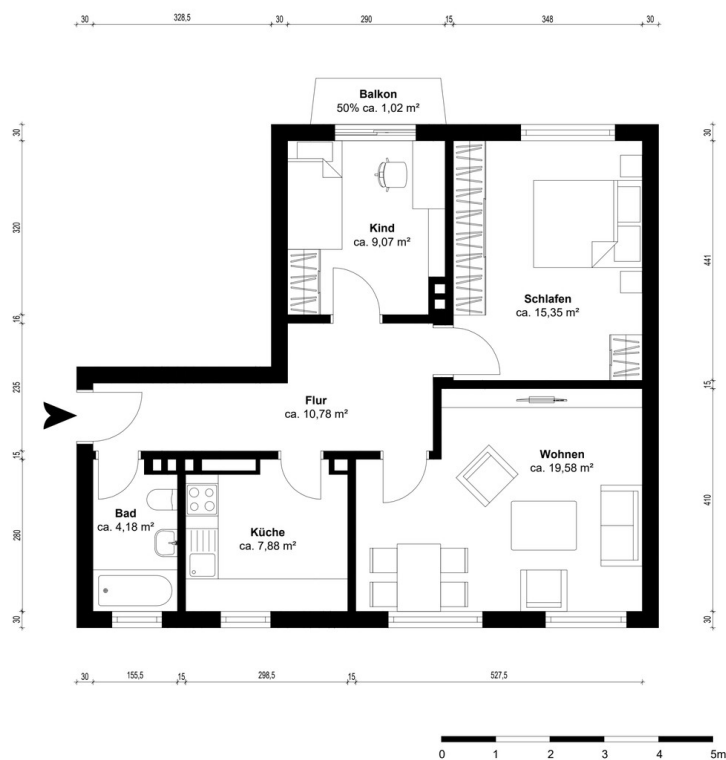 30 328,5 30 290 15 348 30
Balkon
50% ca. 1,02 m²
30
30
Kind
ca. 9,07 m²
320
441
Schlafen
ca. 15,35 m²
16
235
15
Flur
ca. 10,78 m²
Wohnen
ca. 19,58 m²
15
410
Bad
ca. 4,18 m²
Küche
ca. 7,88 m²
280
30
30
30 155,5 15 298,5 15 527,5
0 1 2 3 4 5m